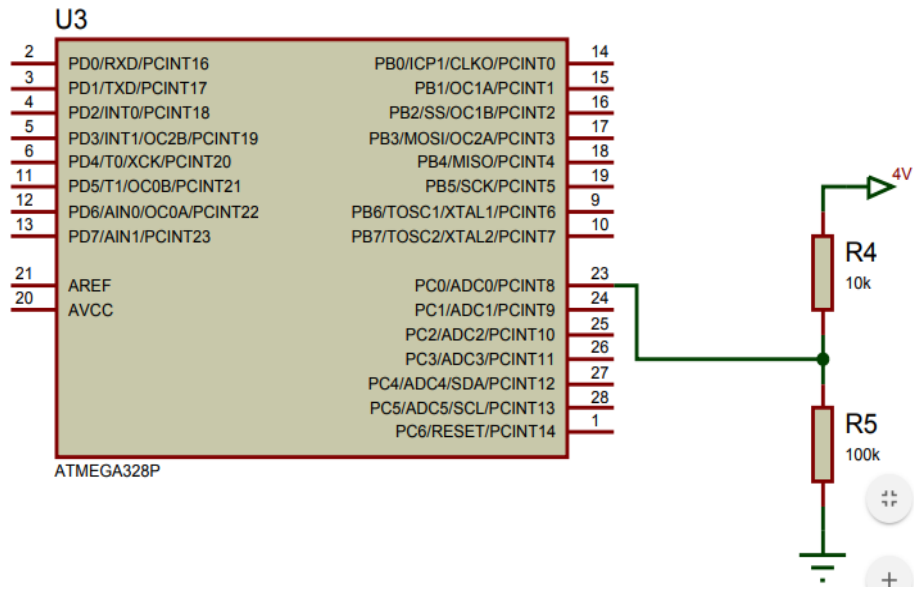 U3
2 PD0/RXD/PCINT16 PB0/ICP1/CLKO/PCINT0 14
3 PD1/TXD/PCINT17 PB1/OC1A/PCINT1 15
4 PD2/INT0/PCINT18 PB2/SS/OC1B/PCINT2 16
5 PD3/INT1/OC2B/PCINT19 PB3/MOSI/OC2A/PCINT3 17
6 PD4/T0/XCK/PCINT20 PB4/MISO/PCINT4 18
11 PD5/T1/OC0B/PCINT21 PB5/SCK/PCINT5 19
12 PD6/AIN0/OC0A/PCINT22 PB6/TOSC1/XTAL1/PCINT6 9
13 PD7/AIN1/PCINT23 PB7/TOSC2/XTAL2/PCINT7 10
21 AREF PC0/ADC0/PCINT8 23
20 AVCC PC1/ADC1/PCINT9 24
PC2/ADC2/PCINT10 25
PC3/ADC3/PCINT11 26
PC4/ADC4/SDA/PCINT12 27
PC5/ADC5/SCL/PCINT13 28
PC6/RESET/PCINT14 1
ATMEGA328P
4V
R4
10k
R5
100k